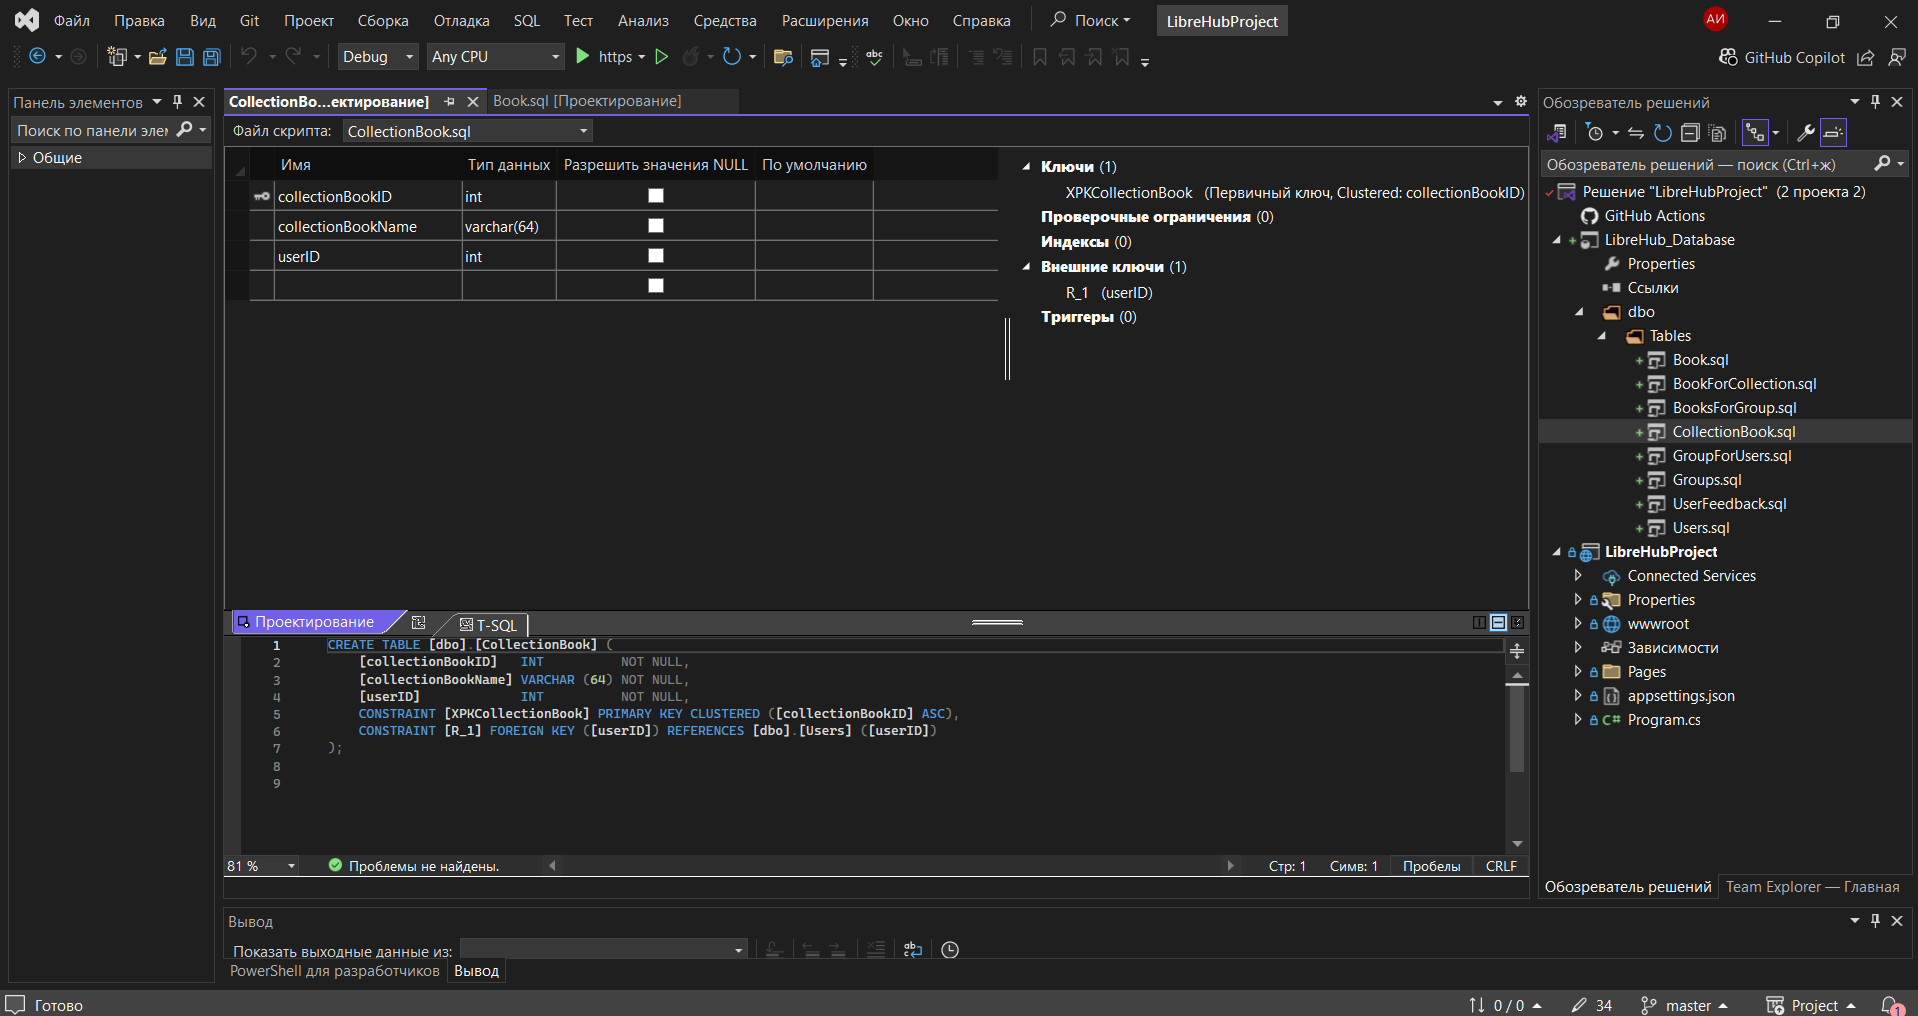 Файл Правка Вид Git Проект Сборка Отладка SQL Тест Анализ Средства Расширения Окно Справка Поиск LibreHubProject АИ
Debug Any CPU https GitHub Copilot
Панель элементов
Поиск по панели элем
Общие
CollectionBo...ектирование] Book.sql [Проектирование]
Файл скрипта: CollectionBook.sql
Имя Тип данных Разрешить значения NULL По умолчанию
collectionBookID int
collectionBookName varchar(64)
userID int
Ключи (1)
XPKCollectionBook (Первичный ключ, Clustered: collectionBookID)
Проверочные ограничения (0)
Индексы (0)
Внешние ключи (1)
R_1 (userID)
Триггеры (0)
Проектирование T-SQL
1 CREATE TABLE [dbo].[CollectionBook] (
2 [collectionBookID] INT NOT NULL,
3 [collectionBookName] VARCHAR (64) NOT NULL,
4 [userID] INT NOT NULL,
5 CONSTRAINT [XPKCollectionBook] PRIMARY KEY CLUSTERED ([collectionBookID] ASC),
6 CONSTRAINT [R_1] FOREIGN KEY ([userID]) REFERENCES [dbo].[Users] ([userID])
7 );
8
9
81 % Проблемы не найдены. Стр: 1 Симв: 1 Пробелы CRLF
Вывод
Показать выходные данные из:
PowerShell для разработчиков Вывод
Обозреватель решений
Обозреватель решений — поиск (Ctrl+ж)
Решение "LibreHubProject" (2 проекта 2)
GitHub Actions
LibreHub_Database
Properties
Ссылки
dbo
Tables
Book.sql
BookForCollection.sql
BooksForGroup.sql
CollectionBook.sql
GroupForUsers.sql
Groups.sql
UserFeedback.sql
Users.sql
LibreHubProject
Connected Services
Properties
wwwroot
Зависимости
Pages
appsettings.json
C# Program.cs
Обозреватель решений Team Explorer — Главная
Готово 0 / 0 34 master Project 1